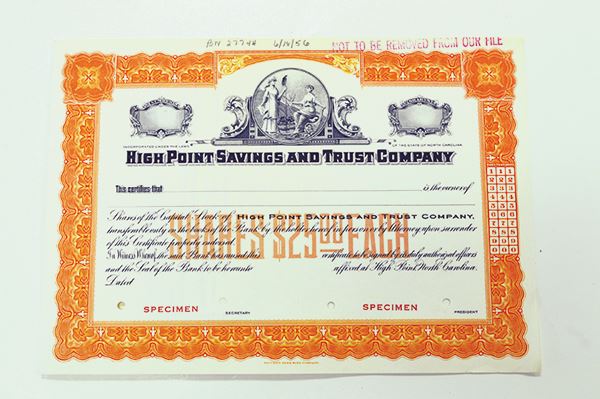 BN 27744 6/14/56 NOT TO BE REMOVED FROM OUR FILE
INCORPORATED UNDER THE LAWS OF THE STATE OF NORTH CAROLINA
HIGH POINT SAVINGS AND TRUST COMPANY
This certifies that is the owner of
Shares of the Capital Stock of HIGH POINT SAVINGS AND TRUST COMPANY,
transferable only on the books of the Bank by the holder hereof in person or by Attorney upon surrender
of this Certificate properly endorsed.
SHARES $25.00 EACH
In Witness Whereof, the said Bank has caused this certificate to be signed by its duly authorized officers
and the Seal of the Bank to be hereunto affixed at High Point, North Carolina.
Dated
SPECIMEN SECRETARY SPECIMEN PRESIDENT